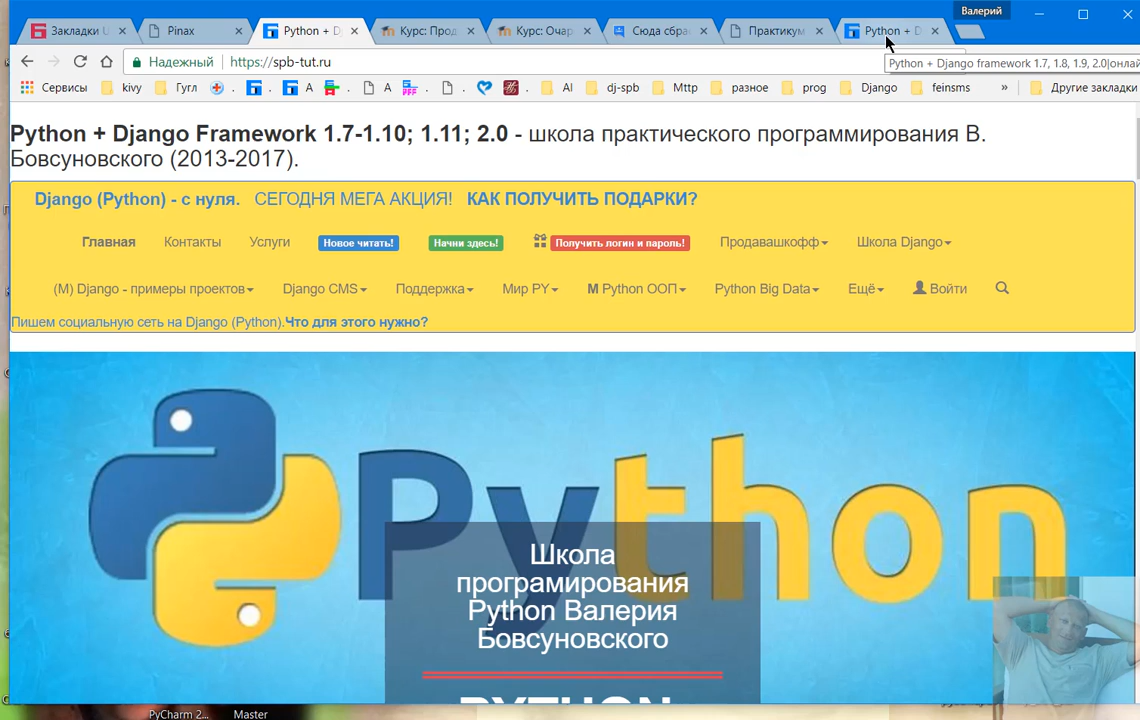 Валерий
Закладки U
Pinax
Python + D
Курс: Прод
Курс: Очар
Сюда сбра
Практикум
Python + D
Надежный
https://spb-tut.ru
Python + Django framework 1.7, 1.8, 1.9, 2.0|онлай
Сервисы
kivy
Гугл
.
.
A
.
A
.
.
.
AI
dj-spb
Mttp
разное
prog
Django
feinsms
»
Другие закладки
Python + Django Framework 1.7-1.10; 1.11; 2.0 - школа практического программирования В.
Бовсуновского (2013-2017).
Django (Python) - с нуля. СЕГОДНЯ МЕГА АКЦИЯ! КАК ПОЛУЧИТЬ ПОДАРКИ?
Главная Контакты Услуги Новое читать! Начни здесь! Получить логин и пароль! Продавашкофф Школа Django
(M) Django - примеры проектов Django CMS Поддержка Мир PY М Python ООП Python Big Data Ещё Войти
Пишем социальную сеть на Django (Python).Что для этого нужно?
Python
Школа
програмирования
Python Валерия
Бовсуновского
PYTHON
PyCharm 2...
Master